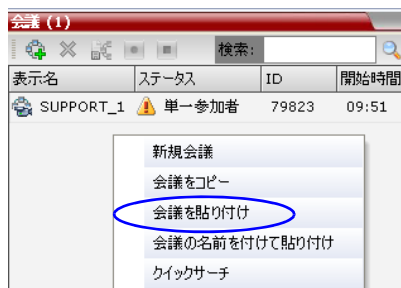 会議 (1)
検索:
表示名 ステータス ID 開始時間
SUPPORT_1 単一参加者 79823 09:51
新規会議
会議をコピー
会議を貼り付け
会議の名前を付けて貼り付け
クイックサーチ